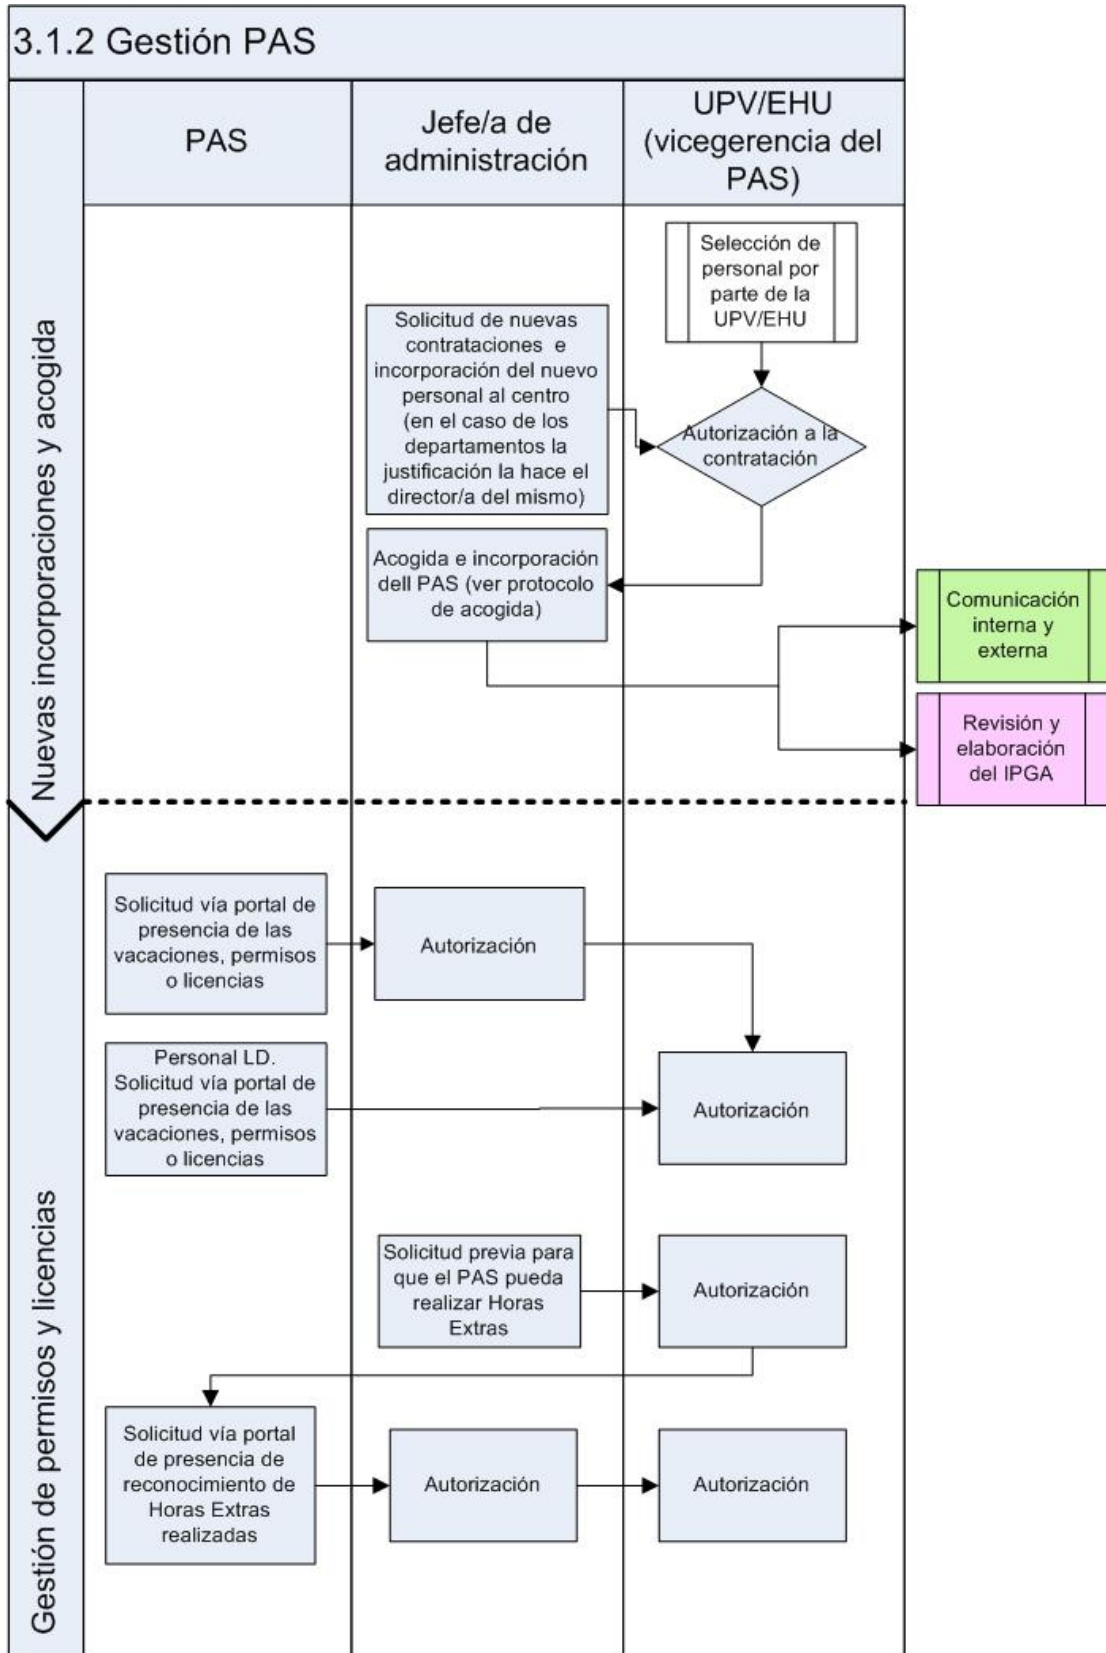 3.1.2 Gestión PAS
PAS
Jefe/a de
administración
UPV/EHU
(vicegerencia del
PAS)
Nuevas incorporaciones y acogida
Selección de
personal por
parte de la
UPV/EHU
Solicitud de nuevas
contrataciones e
incorporación del nuevo
personal al centro
(en el caso de los
departamentos la
justificación la hace el
director/a del mismo)
Autorización a la
contratación
Acogida e incorporación
dell PAS (ver protocolo
de acogida)
Comunicación
interna y
externa
Revisión y
elaboración
del IPGA
Gestión de permisos y licencias
Solicitud vía portal de
presencia de las
vacaciones, permisos
o licencias
Autorización
Personal LD.
Solicitud vía portal de
presencia de las
vacaciones, permisos
o licencias
Autorización
Solicitud previa para
que el PAS pueda
realizar Horas
Extras
Autorización
Solicitud vía portal
de presencia de
reconocimiento de
Horas Extras
realizadas
Autorización
Autorización